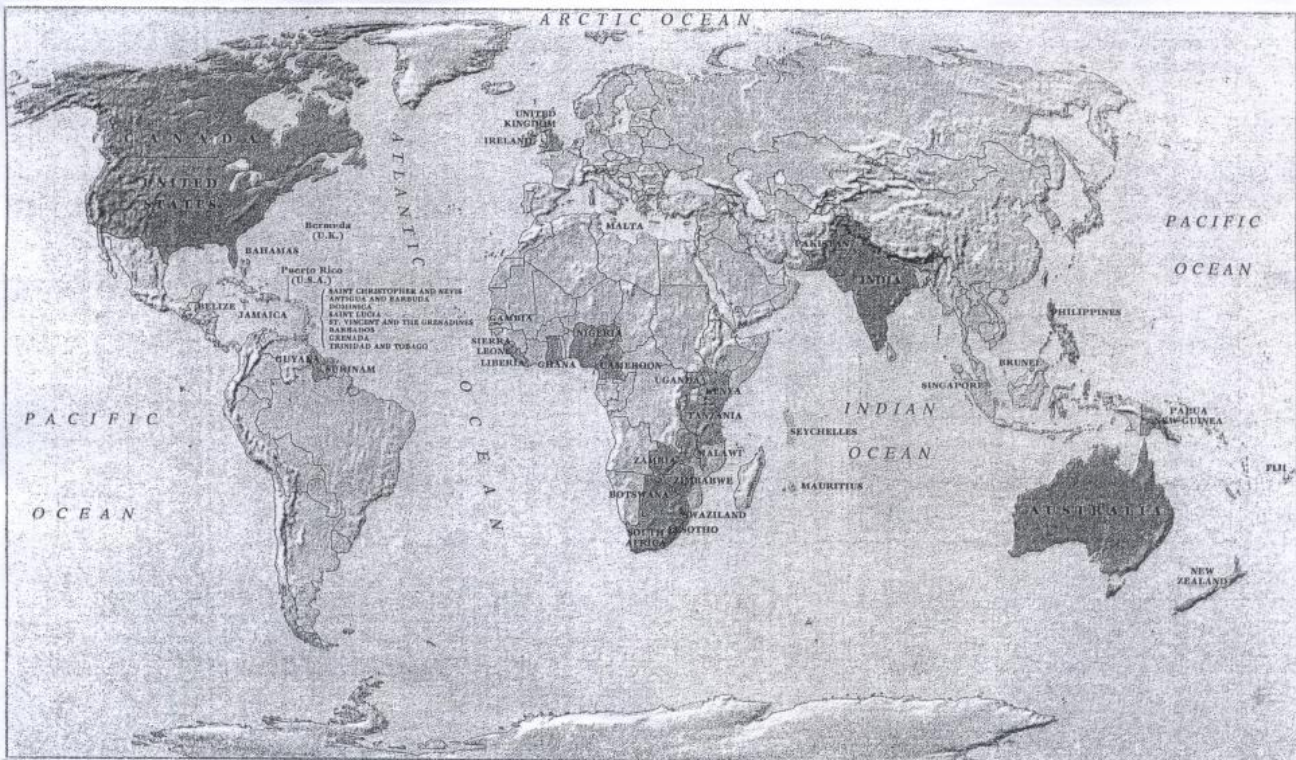 ARCTIC OCEAN
CANADA
UNITED
STATES
ATLANTIC
OCEAN
UNITED
KINGDOM
IRELAND
Bermuda
(U.K.)
BAHAMAS
Puerto Rico
(U.S.A.)
SAINT CHRISTOPHER AND NEVIS
ANTIGUA AND BARBUDA
DOMINICA
SAINT LUCIA
ST. VINCENT AND THE GRENADINES
BARBADOS
GRENADA
TRINIDAD AND TOBAGO
BELIZE
JAMAICA
GUYANA
SURINAM
MALTA
GAMBIA
SIERRA
LEONE
LIBERIA
GHANA
NIGERIA
CAMEROON
UGANDA
KENYA
TANZANIA
MALAWI
ZAMBIA
ZIMBABWE
BOTSWANA
SWAZILAND
LESOTHO
SOUTH
AFRICA
SEYCHELLES
MAURITIUS
PAKISTAN
INDIA
INDIAN
OCEAN
PHILIPPINES
BRUNEI
SINGAPORE
PAPUA
NEW GUINEA
FIJI
AUSTRALIA
NEW
ZEALAND
PACIFIC
OCEAN
PACIFIC
OCEAN